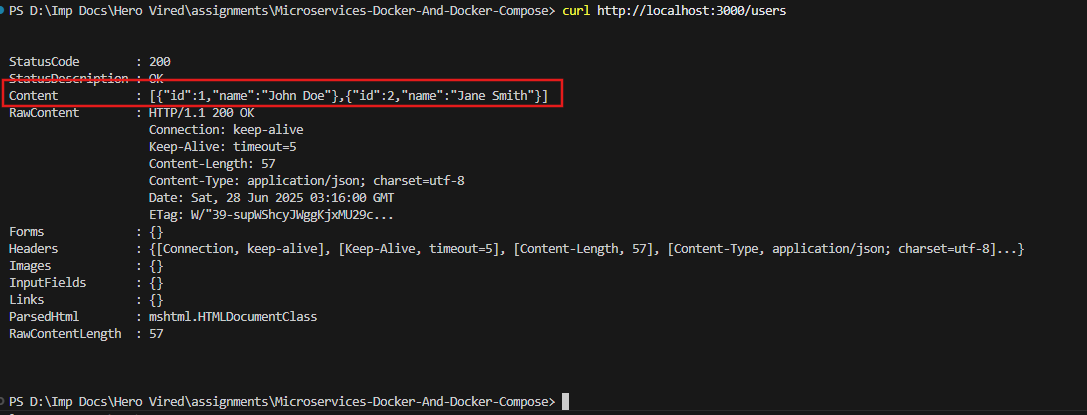 PS D:\Imp Docs\Hero Vired\assignments\Microservices-Docker-And-Docker-Compose> curl http://localhost:3000/users
StatusCode : 200
StatusDescription : OK
Content : [{"id":1,"name":"John Doe"},{"id":2,"name":"Jane Smith"}]
RawContent : HTTP/1.1 200 OK
Connection: keep-alive
Keep-Alive: timeout=5
Content-Length: 57
Content-Type: application/json; charset=utf-8
Date: Sat, 28 Jun 2025 03:16:00 GMT
ETag: W/"39-supWShcyJWggKjxMU29c...
Forms : {}
Headers : {[Connection, keep-alive], [Keep-Alive, timeout=5], [Content-Length, 57], [Content-Type, application/json; charset=utf-8]...}
Images : {}
InputFields : {}
Links : {}
ParsedHtml : mshtml.HTMLDocumentClass
RawContentLength : 57
PS D:\Imp Docs\Hero Vired\assignments\Microservices-Docker-And-Docker-Compose>